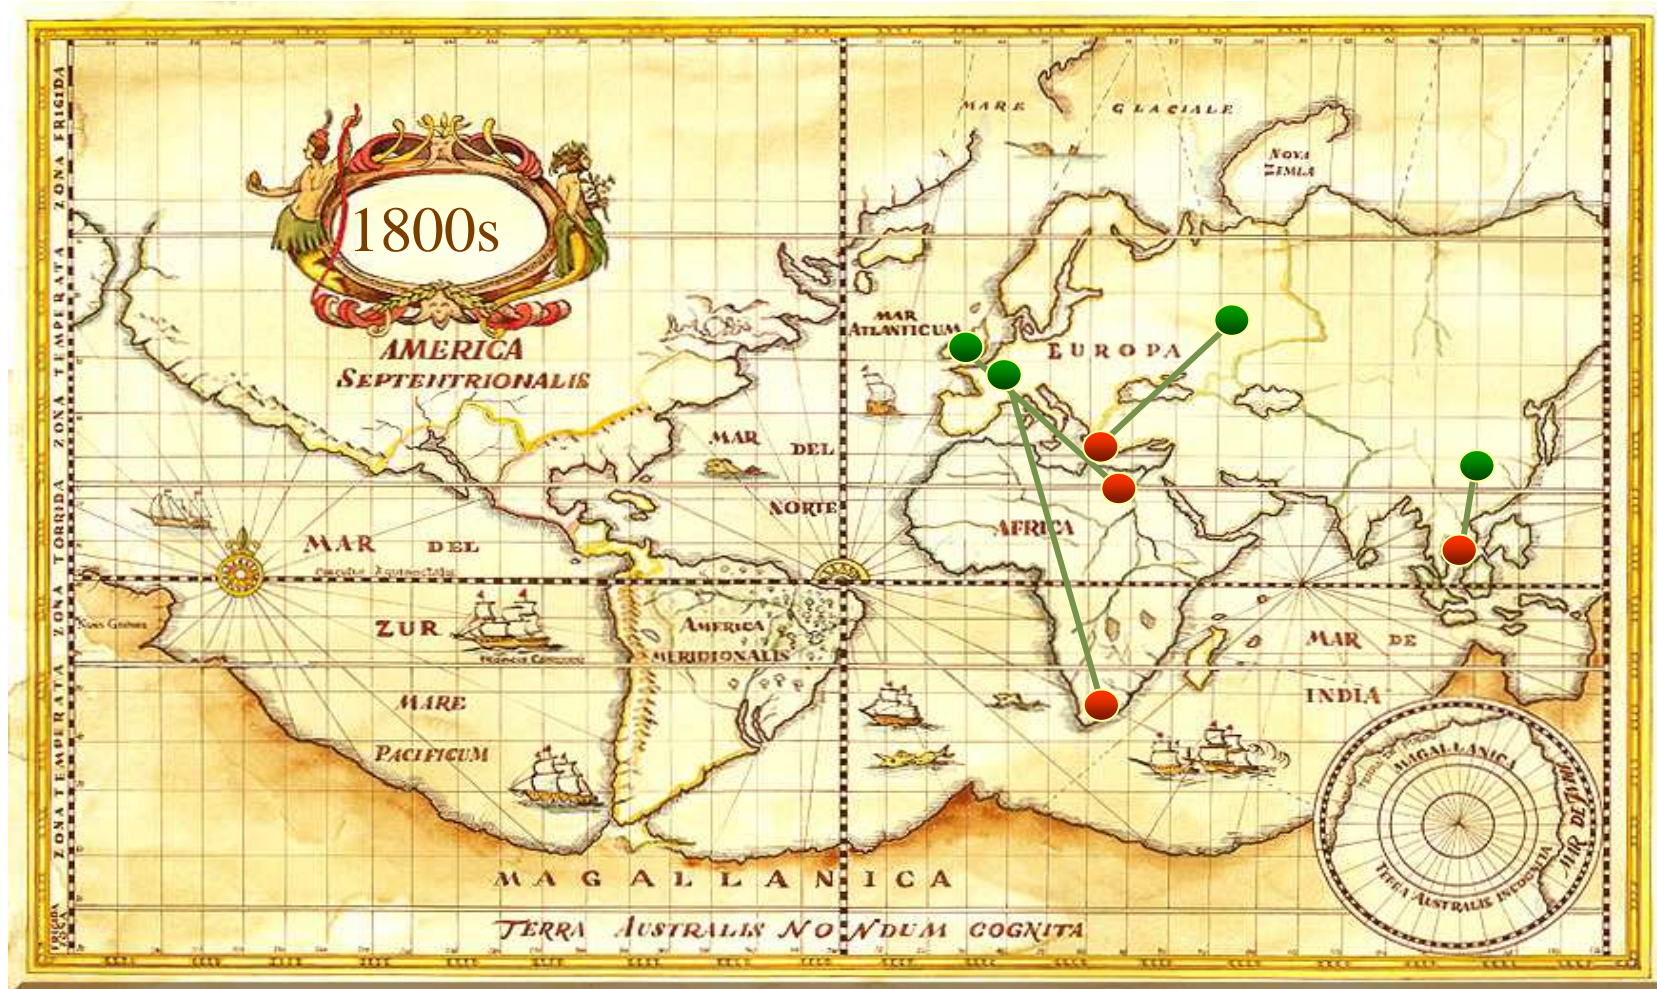 1800s
AMERICA
SEPTENTRIONALIS
MARE GLACIALE
NOVA
ZEMLA
MAR
ATLANTICUM
EUROPA
MAR DEL
NORTE
AFRICA
MAR DEL
ZUR
MARE
PACIFICUM
AMERICA
MERIDIONALIS
MAR DE
INDIA
MAGALLANICA
TERRA AUSTRALIS NONDUM COGNITA
MAGALLANICA
TERRA AUSTRALIS INCOGNITA
ZONA FRIGIDA
ZONA TEMPERATA
ZONA TORRIDA
ZONA TEMPERATA